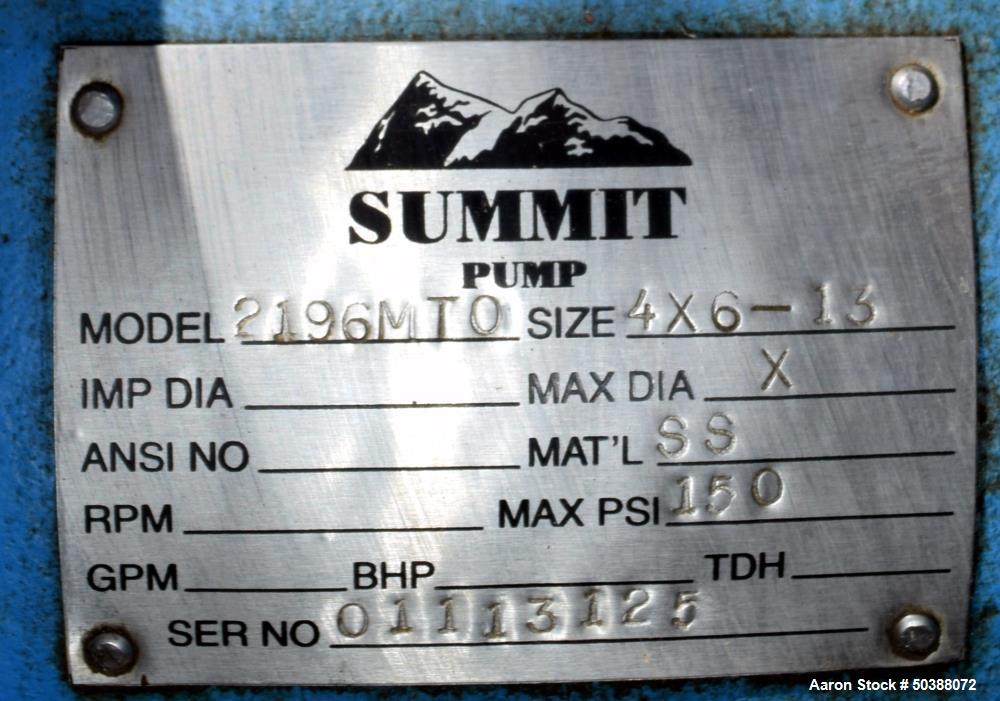 SUMMIT
PUMP
MODEL 2196MTO SIZE 4X6-13
IMP DIA MAX DIA X
ANSI NO MAT'L SS
RPM MAX PSI 150
GPM BHP TDH
SER NO 01113125
Aaron Stock # 50388072